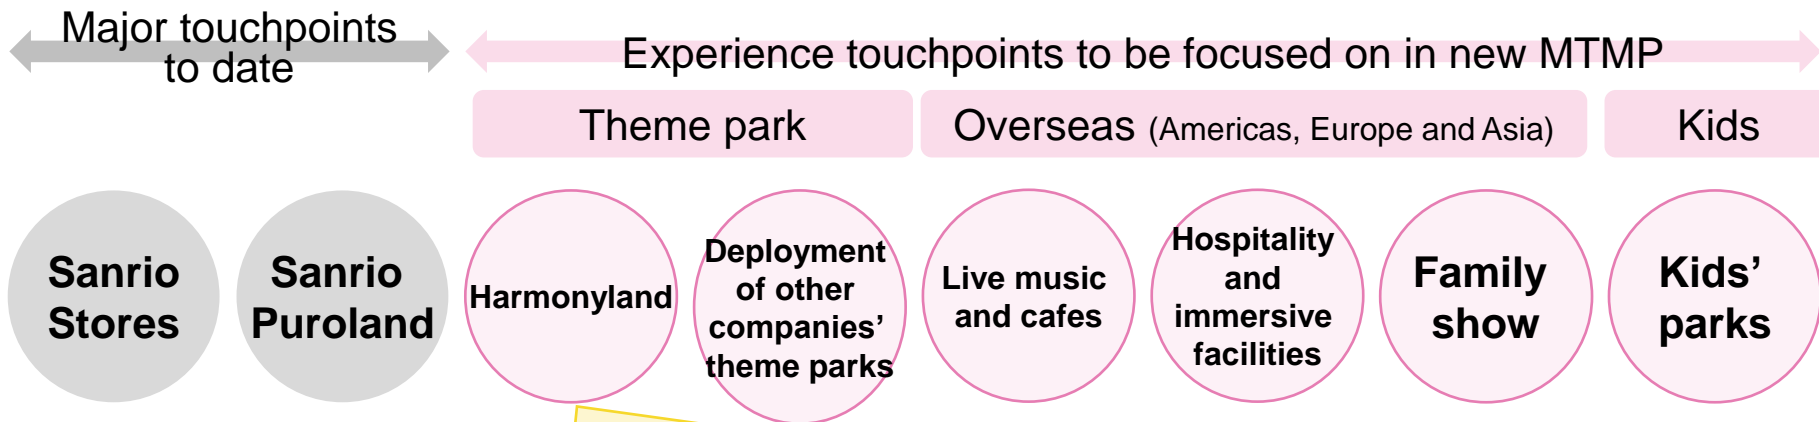 Major touchpoints
to date
Experience touchpoints to be focused on in new MTMP
Theme park
Overseas (Americas, Europe and Asia)
Kids
Sanrio
Stores
Sanrio
Puroland
Harmonyland
Deployment
of other
companies’
theme parks
Live music
and cafes
Hospitality
and
immersive
facilities
Family
show
Kids’
parks